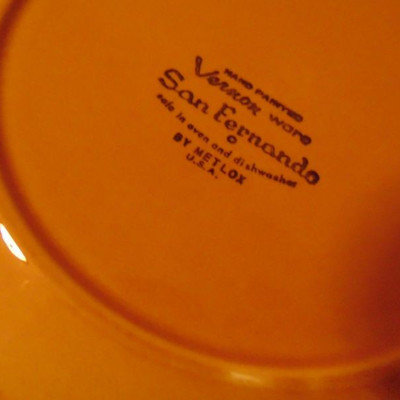 HAND PAINTED
Vernon ware
San Fernando
safe in oven and dishwasher
BY METLOX
U.S.A.